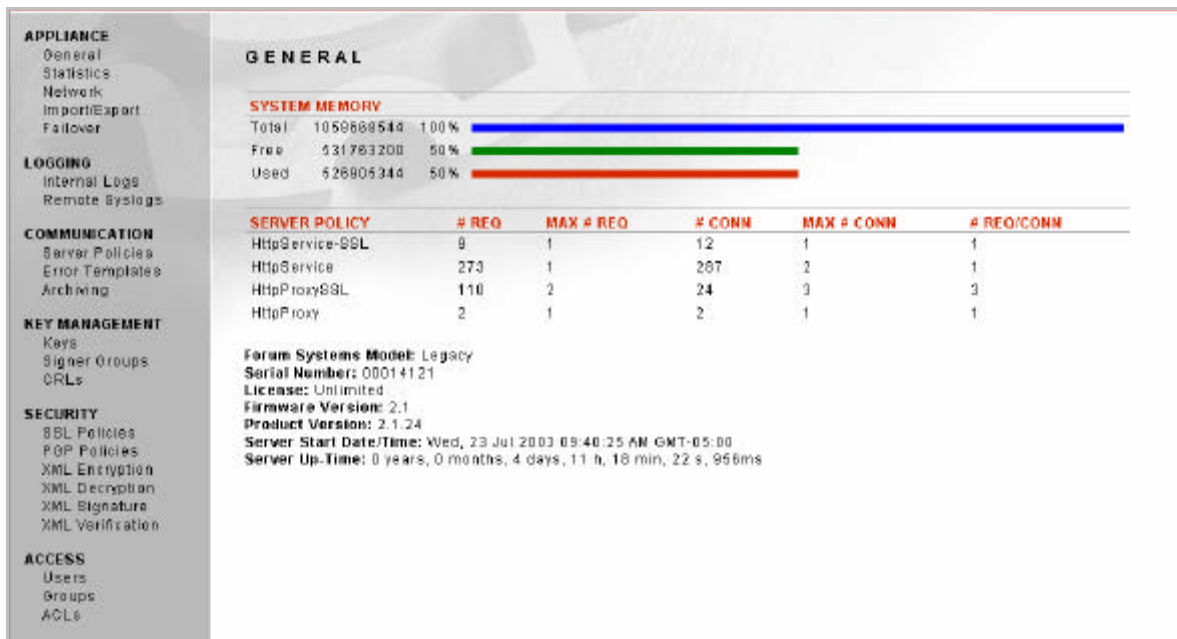 APPLIANCE
General
Statistics
Network
Import/Export
Failover
LOGGING
Internal Logs
Remote Syslogs
COMMUNICATION
Server Policies
Error Templates
Archiving
KEY MANAGEMENT
Keys
Signer Groups
CRLs
SECURITY
SSL Policies
PGP Policies
XML Encryption
XML Decryption
XML Signature
XML Verification
ACCESS
Users
Groups
ACLs
GENERAL
SYSTEM MEMORY
Total 1059668544 100%
Free 531763200 50%
Used 526905344 50%
SERVER POLICY # REQ MAX # REQ # CONN MAX # CONN # REQ/CONN
HttpService-SSL 9 1 12 1 1
HttpService 273 1 287 2 1
HttpProxySSL 110 2 24 3 3
HttpProxy 2 1 2 1 1
Forum Systems Model: Legacy
Serial Number: 00014121
License: Unlimited
Firmware Version: 2.1
Product Version: 2.1.24
Server Start Date/Time: Wed, 23 Jul 2003 09:40:25 AM GMT-05:00
Server Up-Time: 0 years, 0 months, 4 days, 11 h, 18 min, 22 s, 956ms